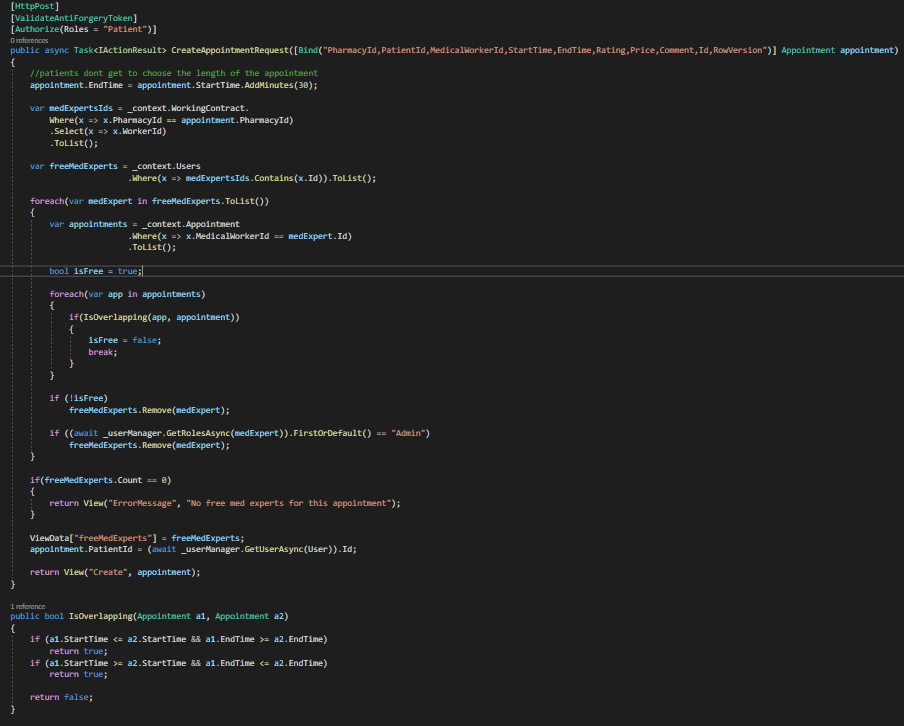 [HttpPost]
[ValidateAntiForgeryToken]
[Authorize(Roles = "Patient")]
0 references
public async Task<IActionResult> CreateAppointmentRequest([Bind("PharmacyId,PatientId,MedicalWorkerId,StartTime,EndTime,Rating,Price,Comment,Id,RowVersion")] Appointment appointment)
{
//patients dont get to choose the length of the appointment
appointment.EndTime = appointment.StartTime.AddMinutes(30);
var medExpertsIds = _context.WorkingContract.
Where(x => x.PharmacyId == appointment.PharmacyId)
.Select(x => x.WorkerId)
.ToList();
var freeMedExperts = _context.Users
.Where(x => medExpertsIds.Contains(x.Id)).ToList();
foreach(var medExpert in freeMedExperts.ToList())
{
var appointments = _context.Appointment
.Where(x => x.MedicalWorkerId == medExpert.Id)
.ToList();
bool isFree = true;
foreach(var app in appointments)
{
if(IsOverlapping(app, appointment))
{
isFree = false;
break;
}
}
if (!isFree)
freeMedExperts.Remove(medExpert);
if ((await _userManager.GetRolesAsync(medExpert)).FirstOrDefault() == "Admin")
freeMedExperts.Remove(medExpert);
}
if(freeMedExperts.Count == 0)
{
return View("ErrorMessage", "No free med experts for this appointment");
}
ViewData["freeMedExperts"] = freeMedExperts;
appointment.PatientId = (await _userManager.GetUserAsync(User)).Id;
return View("Create", appointment);
}
1 reference
public bool IsOverlapping(Appointment a1, Appointment a2)
{
if (a1.StartTime <= a2.StartTime && a1.EndTime >= a2.EndTime)
return true;
if (a1.StartTime >= a2.StartTime && a1.EndTime <= a2.EndTime)
return true;
return false;
}